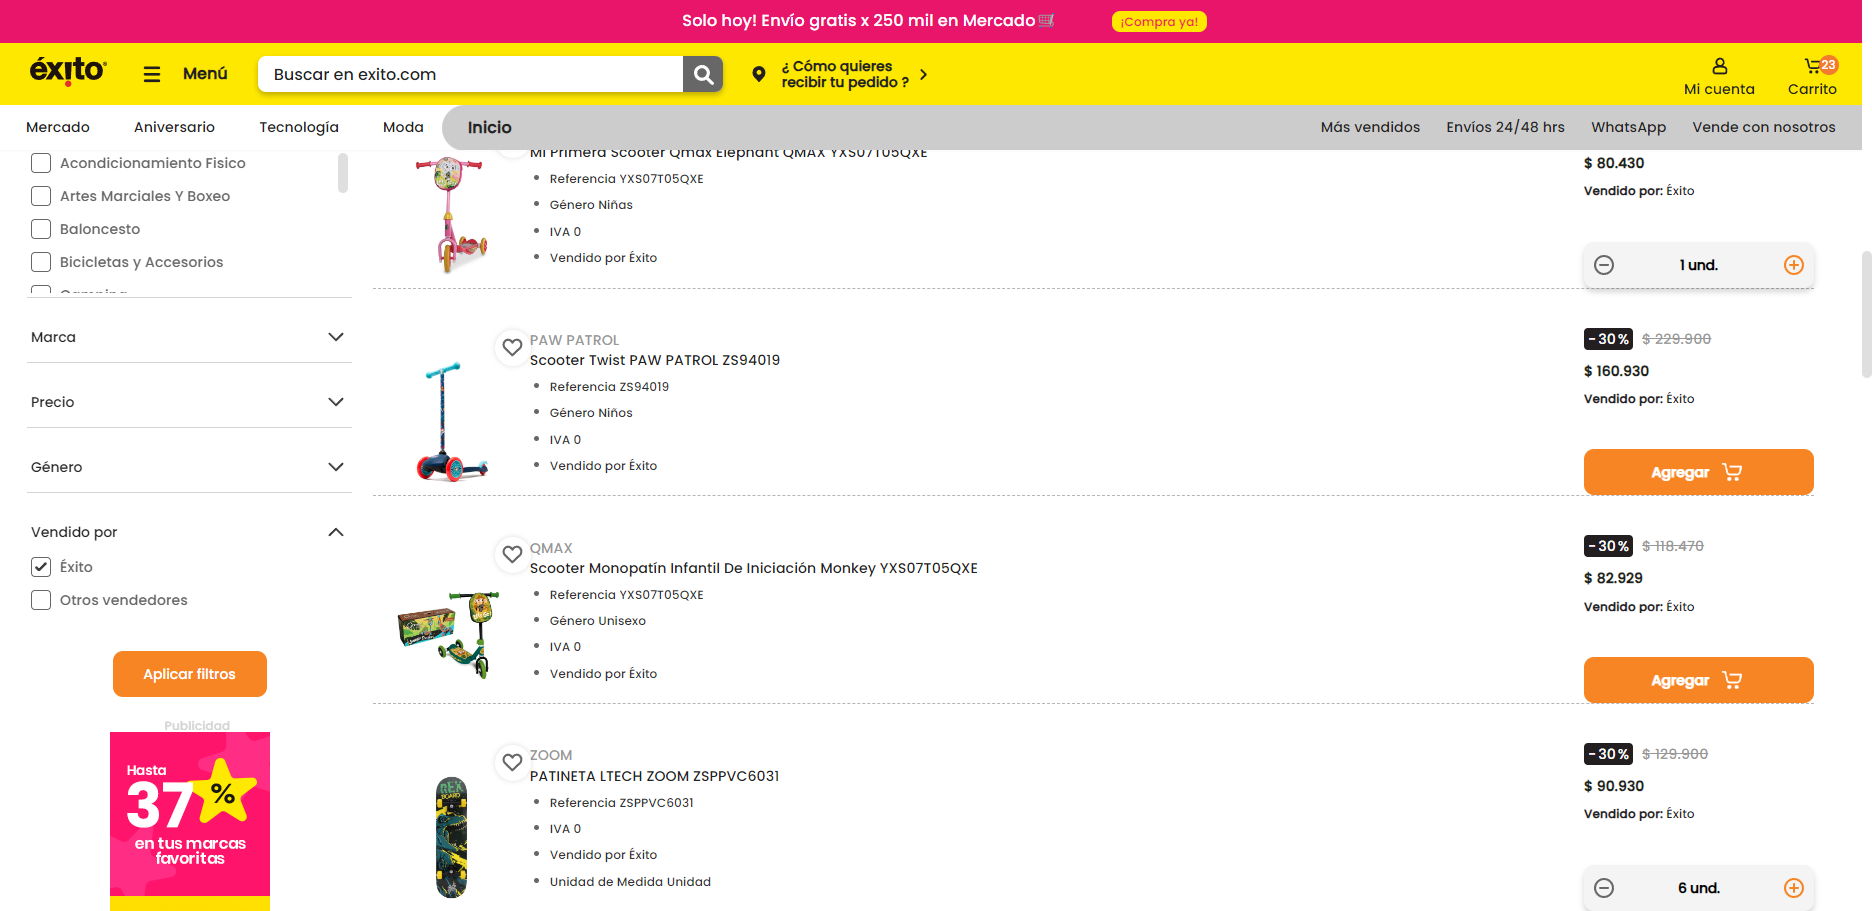 Solo hoy! Envío gratis x 250 mil en Mercado
¡Compra ya!
éxito
Menú
Buscar en exito.com
¿ Cómo quieres
recibir tu pedido ?
Mi cuenta
23
Carrito
Mercado
Aniversario
Tecnología
Moda
Inicio
Más vendidos
Envíos 24/48 hrs
WhatsApp
Vende con nosotros
Acondicionamiento Fisico
Artes Marciales Y Boxeo
Baloncesto
Bicicletas y Accesorios
Camping
Marca
Precio
Género
Vendido por
Éxito
Otros vendedores
Aplicar filtros
Publicidad
Hasta
37%
en tus marcas
favoritas
Mi Primera Scooter Qmax Elephant QMAX YXS07T05QXE
Referencia YXS07T05QXE
Género Niñas
IVA 0
Vendido por Éxito
$ 80.430
Vendido por: Éxito
1 und.
PAW PATROL
Scooter Twist PAW PATROL ZS94019
Referencia ZS94019
Género Niños
IVA 0
Vendido por Éxito
-30% $ 229.900
$ 160.930
Vendido por: Éxito
Agregar
QMAX
Scooter Monopatín Infantil De Iniciación Monkey YXS07T05QXE
Referencia YXS07T05QXE
Género Unisexo
IVA 0
Vendido por Éxito
-30% $ 118.470
$ 82.929
Vendido por: Éxito
Agregar
ZOOM
PATINETA LTECH ZOOM ZSPPVC6031
Referencia ZSPPVC6031
IVA 0
Vendido por Éxito
Unidad de Medida Unidad
REX
BOARD
-30% $ 129.900
$ 90.930
Vendido por: Éxito
6 und.